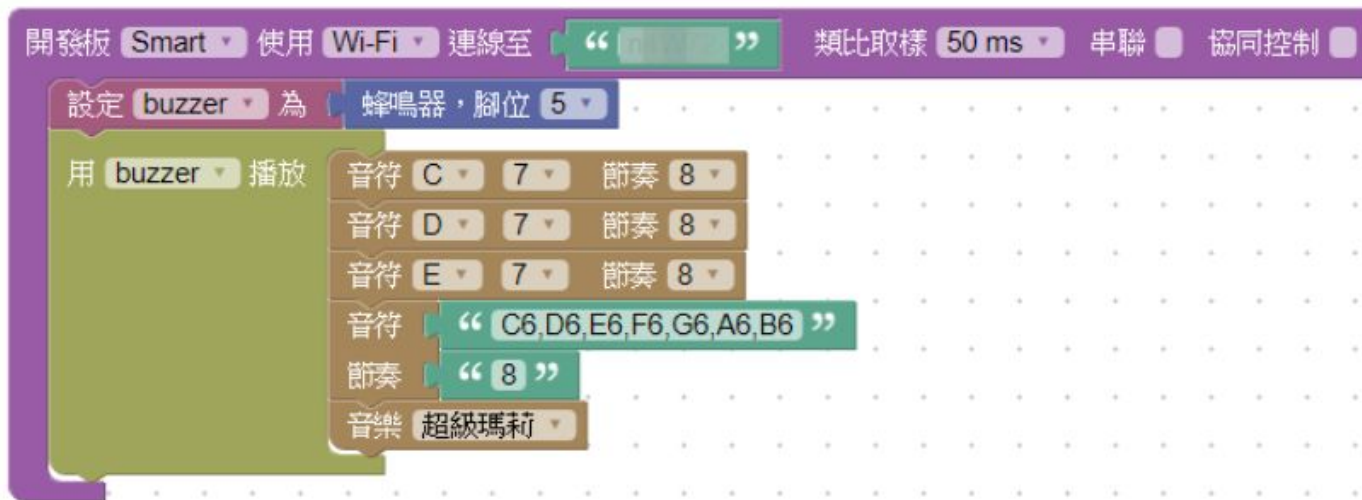 開發板 Smart 使用 Wi-Fi 連線至 “ ” 類比取樣 50 ms 串聯 協同控制
設定 buzzer 為 蜂鳴器，腳位 5
用 buzzer 播放 音符 C 7 節奏 8
音符 D 7 節奏 8
音符 E 7 節奏 8
音符 “ C6,D6,E6,F6,G6,A6,B6 ”
節奏 “ 8 ”
音樂 超級瑪莉